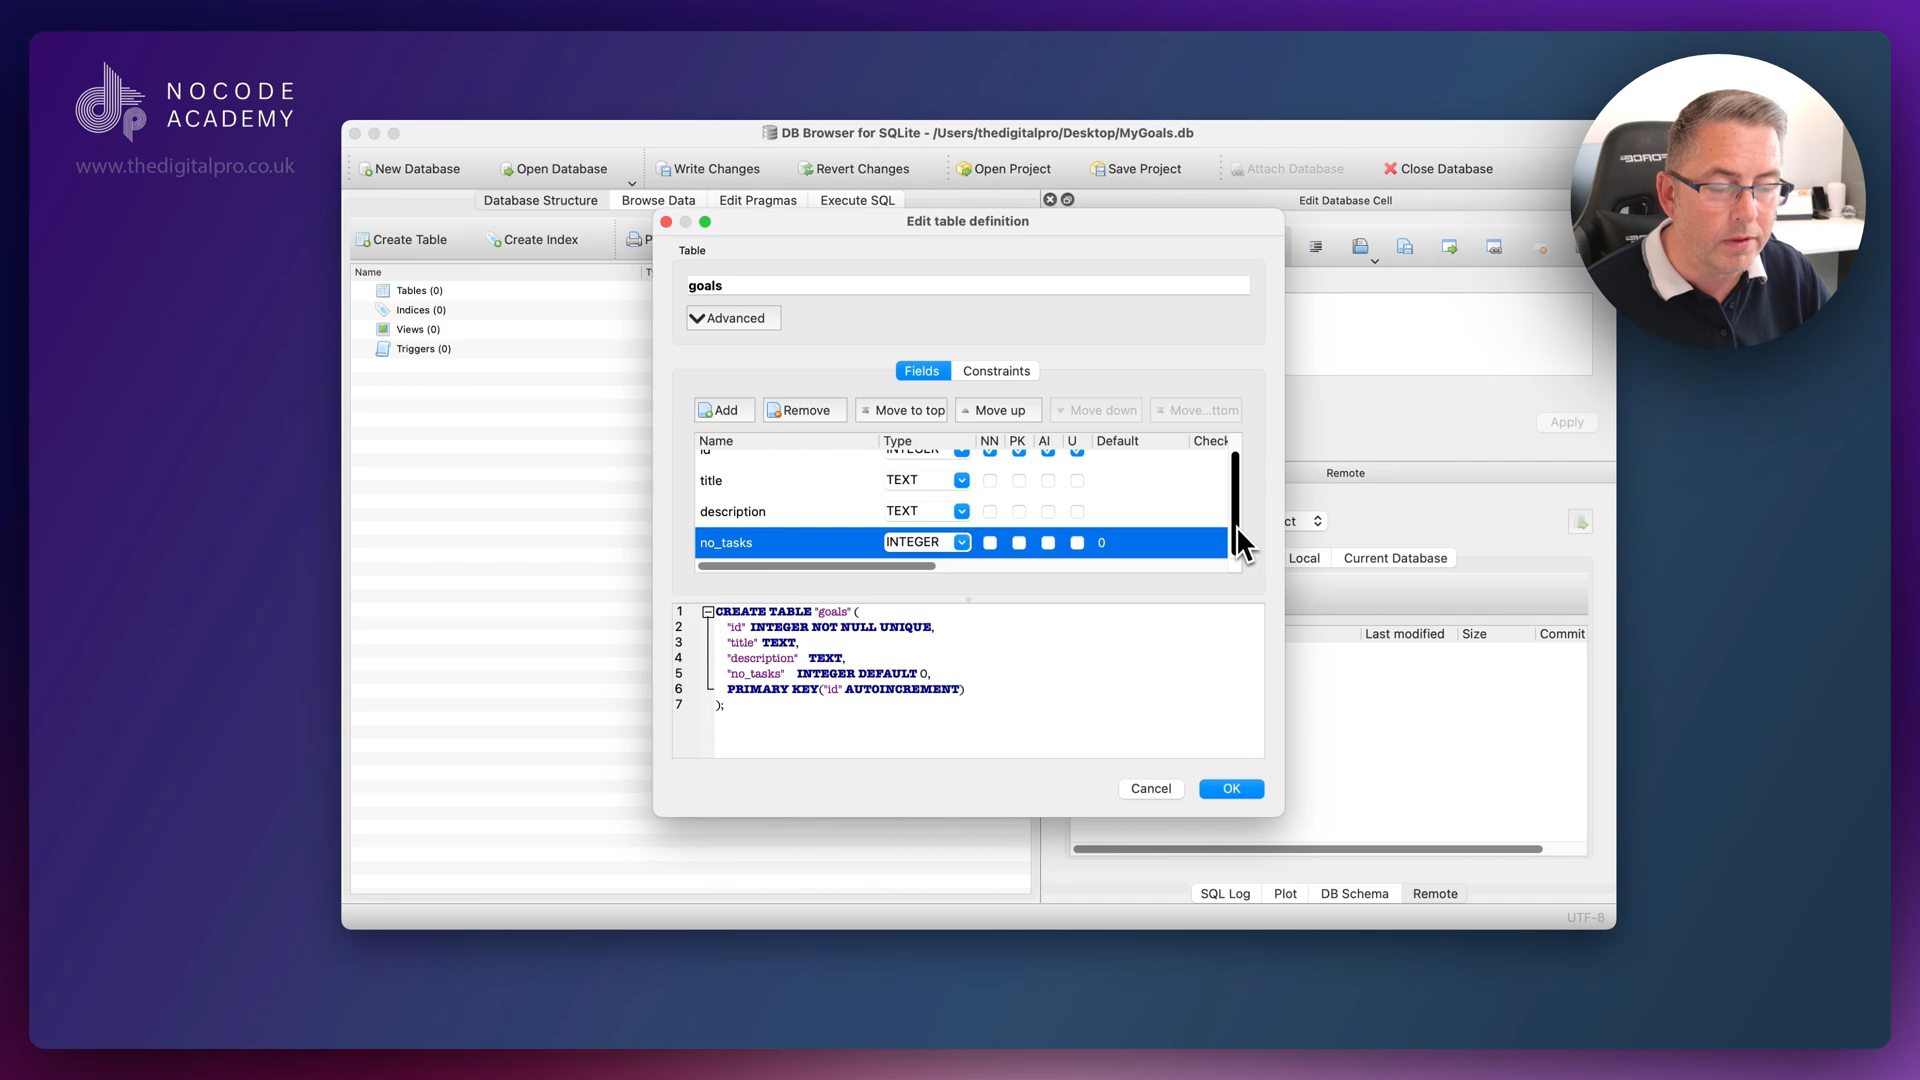 NOCODE
ACADEMY
www.thedigitalpro.co.uk
DB Browser for SQLite - /Users/thedigitalpro/Desktop/MyGoals.db
New Database
Open Database
Write Changes
Revert Changes
Open Project
Save Project
Attach Database
Close Database
Database Structure
Browse Data
Edit Pragmas
Execute SQL
Edit Database Cell
Create Table
Create Index
P
Name
Ty
Tables (0)
Indices (0)
Views (0)
Triggers (0)
Edit table definition
Table
goals
Advanced
Fields
Constraints
Add
Remove
Move to top
Move up
Move down
Move...ttom
Name Type NN PK AI U Default Check
id INTEGER
title TEXT
description TEXT
no_tasks INTEGER 0
1 CREATE TABLE "goals" (
2 "id" INTEGER NOT NULL UNIQUE,
3 "title" TEXT,
4 "description" TEXT,
5 "no_tasks" INTEGER DEFAULT 0,
6 PRIMARY KEY("id" AUTOINCREMENT)
7 );
Cancel
OK
Apply
Remote
ct
Local
Current Database
Last modified Size Commit
SQL Log
Plot
DB Schema
Remote
UTF-8